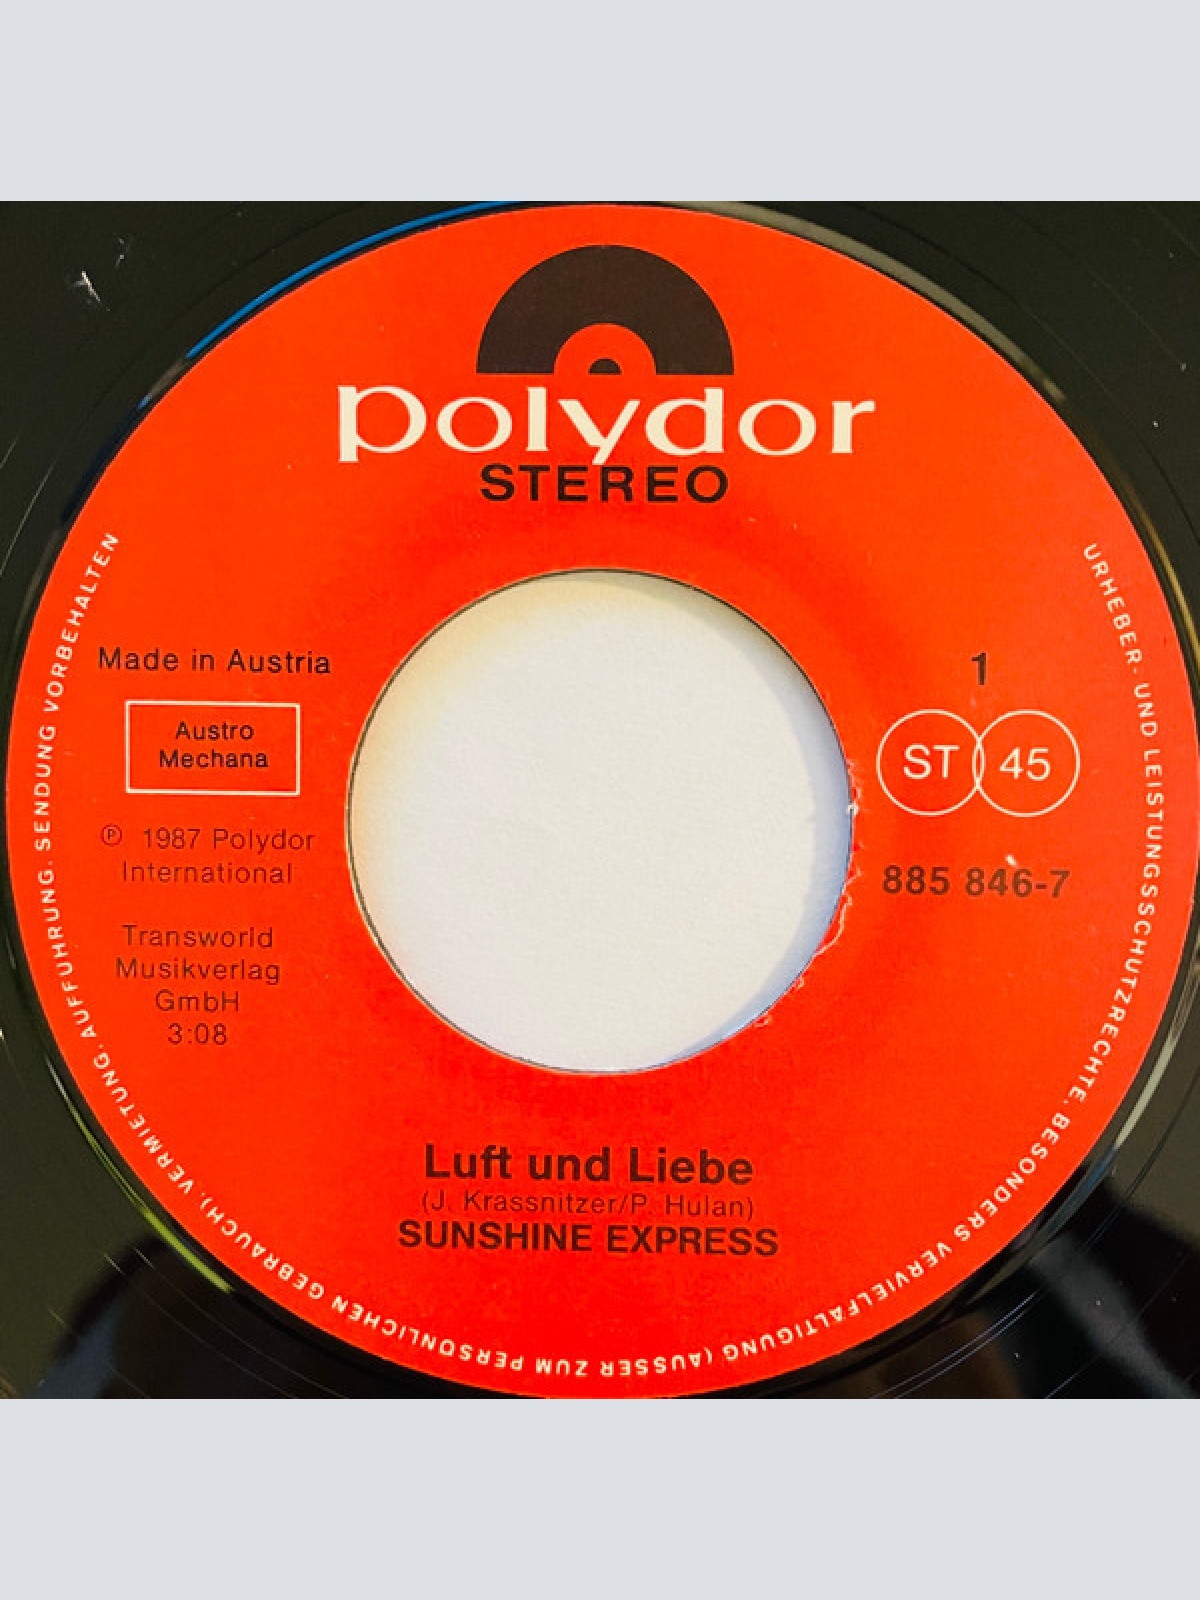 polydor
STEREO
Made in Austria
Austro
Mechana
℗ 1987 Polydor
International
Transworld
Musikverlag
GmbH
3:08
1
ST 45
885 846-7
Luft und Liebe
(J. Krassnitzer/P. Hulan)
SUNSHINE EXPRESS
URHEBER- UND LEISTUNGSSCHUTZRECHTE, BESONDERS VERVIELFÄLTIGUNG (AUSSER ZUM PERSÖNLICHEN GEBRAUCH), VERMIETUNG, AUFFÜHRUNG, SENDUNG VORBEHALTEN